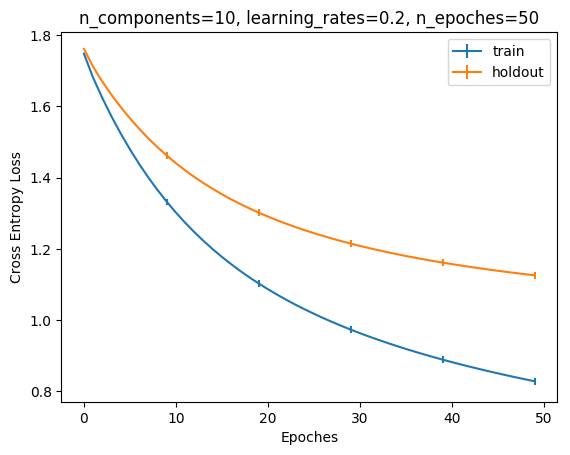 n_components=10, learning_rates=0.2, n_epoches=50
train
holdout
Cross Entropy Loss
1.8
1.6
1.4
1.2
1.0
0.8
0 10 20 30 40 50
Epoches